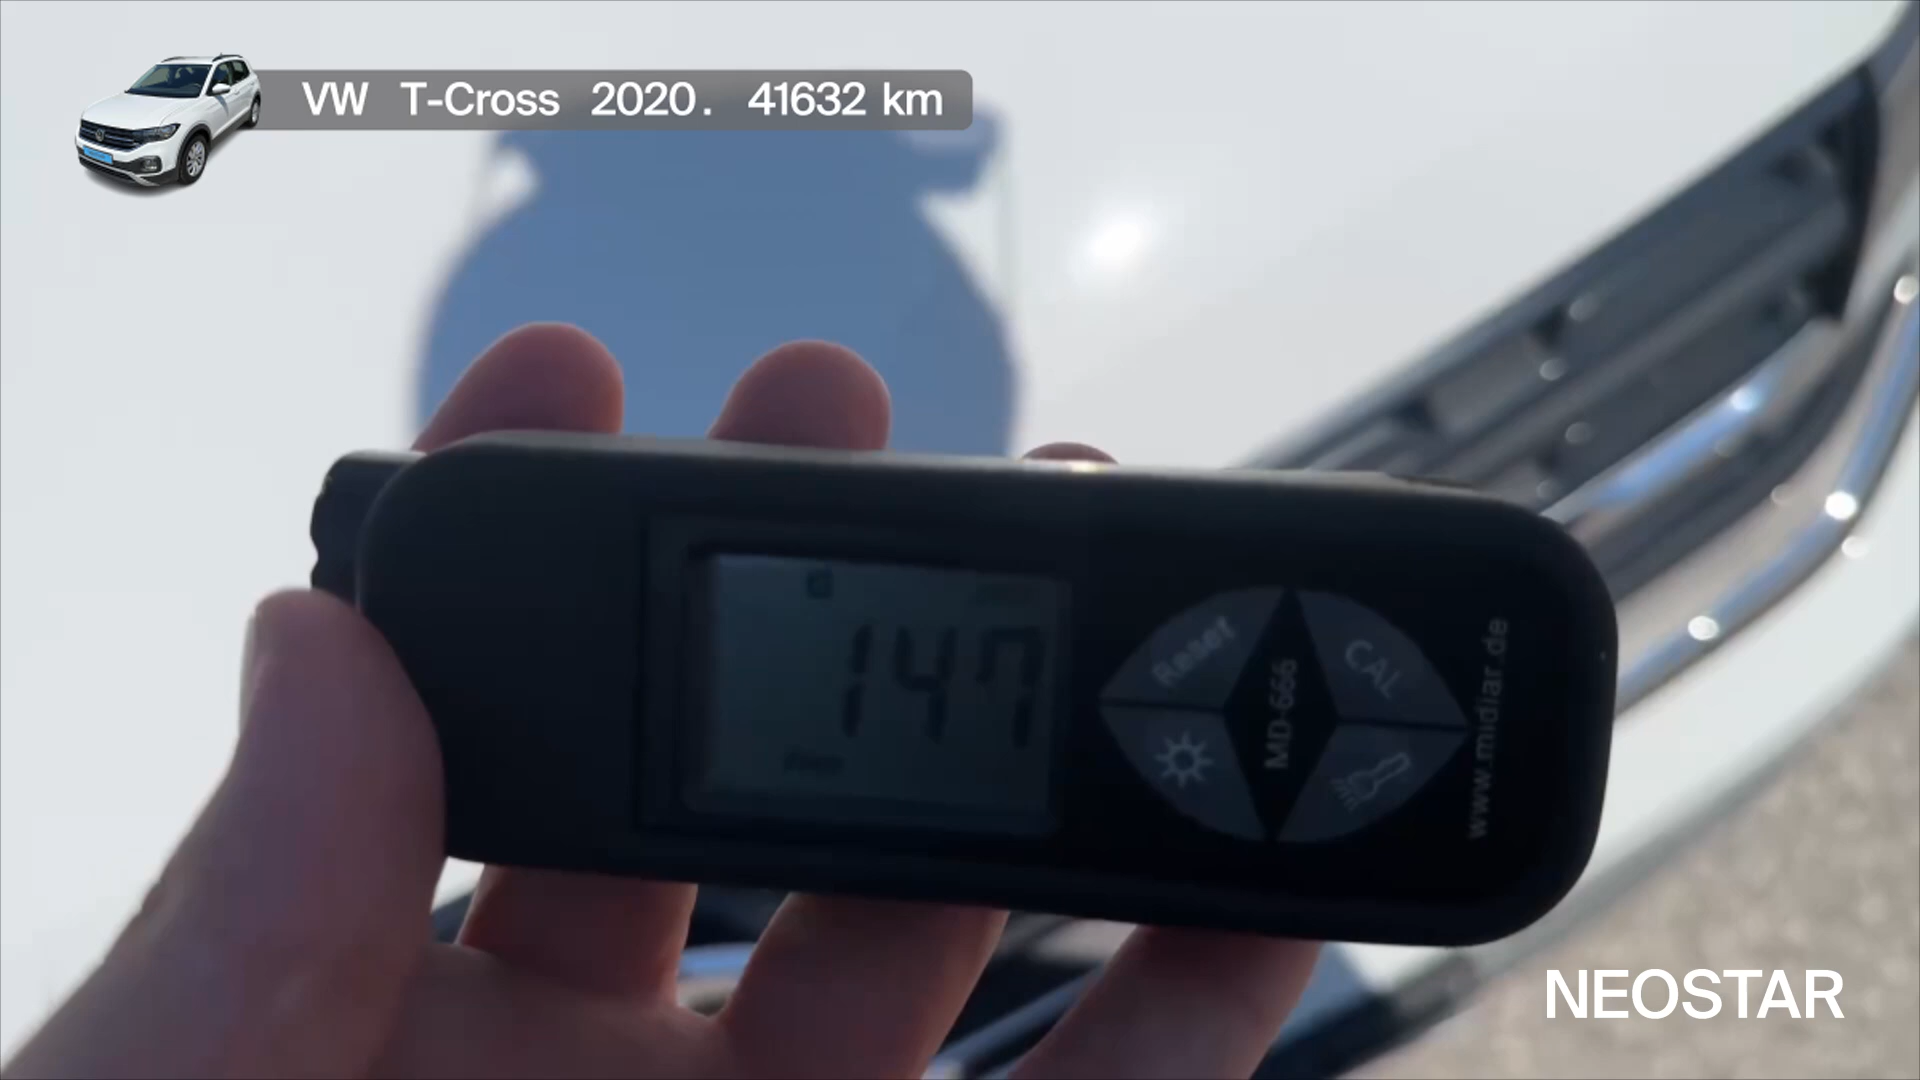 VW T-Cross 2020. 41632 km
147
Reset
CAL
MD-666
www.midiar.de
NEOSTAR